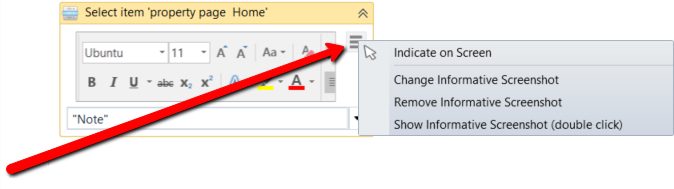 Select item 'property page Home'
Ubuntu 11 A A Aa A
B I U abc X2 X2 A A
"Note"
Indicate on Screen
Change Informative Screenshot
Remove Informative Screenshot
Show Informative Screenshot (double click)